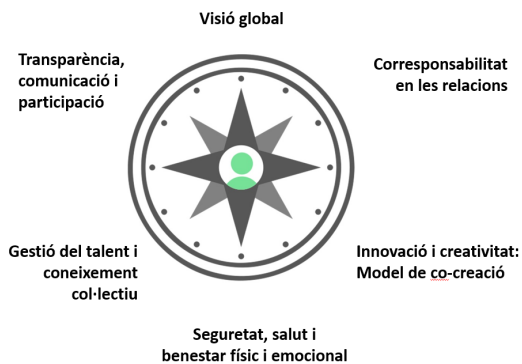 Visió global
Transparència,
comunicació i
participació
Corresponsabilitat
en les relacions
Gestió del talent i
coneixement
col·lectiu
Innovació i creativitat:
Model de co-creació
Seguretat, salut i
benestar físic i emocional